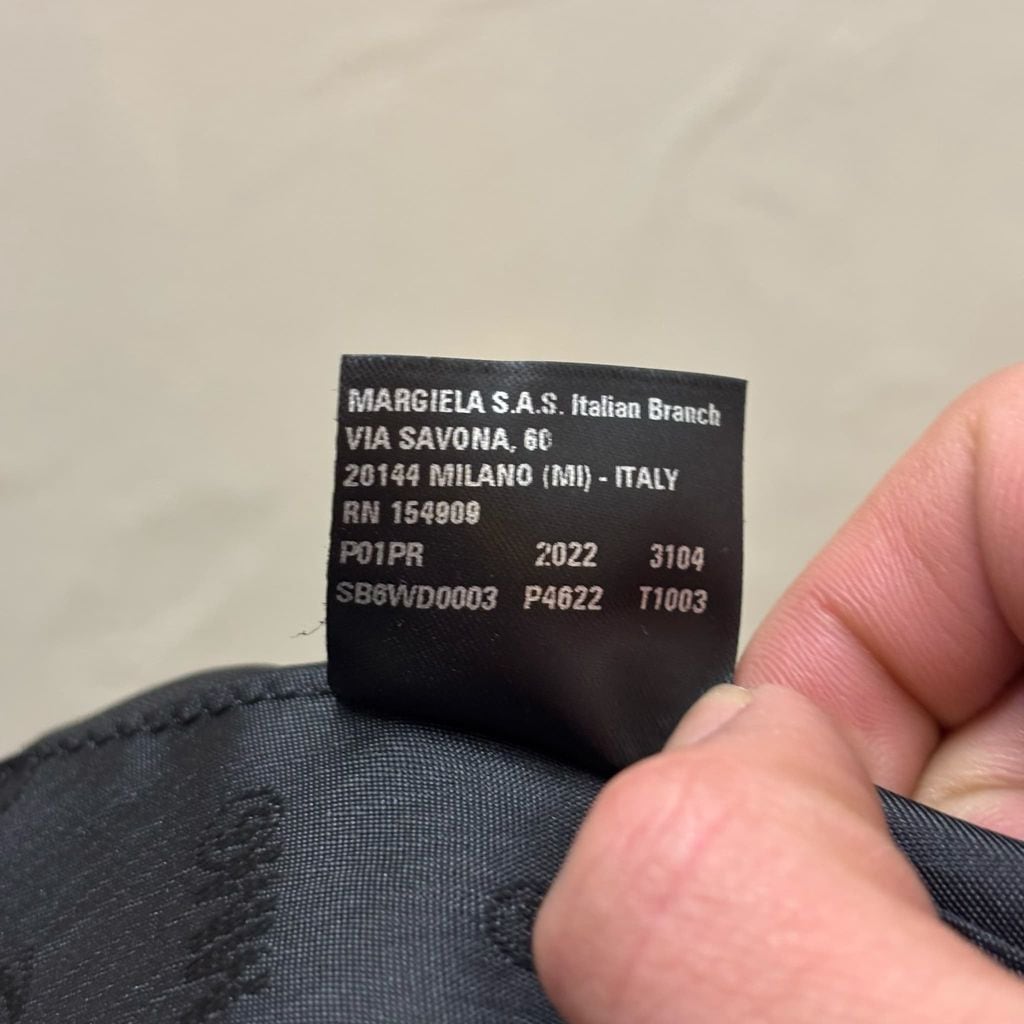 MARGIELA S.A.S. Italian Branch
VIA SAVONA, 60
20144 MILANO (MI) - ITALY
RN 154909
P01PR 2022 3104
SB6WD0003 P4622 T1003